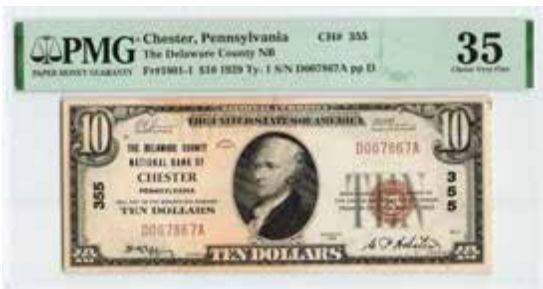 PMG
PAPER MONEY GUARANTY
Chester, Pennsylvania CH# 355
The Delaware County NB
Fr#1801-1 $10 1929 Ty. 1 S/N D007867A pp D
35
Choice Very Fine
NATIONAL CURRENCY
THE UNITED STATES OF AMERICA
10
10
THE DELAWARE COUNTY
NATIONAL BANK OF
CHESTER
PENNSYLVANIA
TEN DOLLARS
D007867A
355
TEN
D007867A
355
TEN DOLLARS